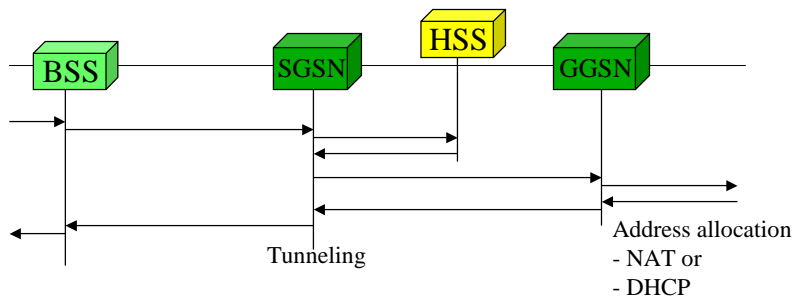 HSS
BSS
SGSN
GGSN
Tunneling
Address allocation
- NAT or
- DHCP